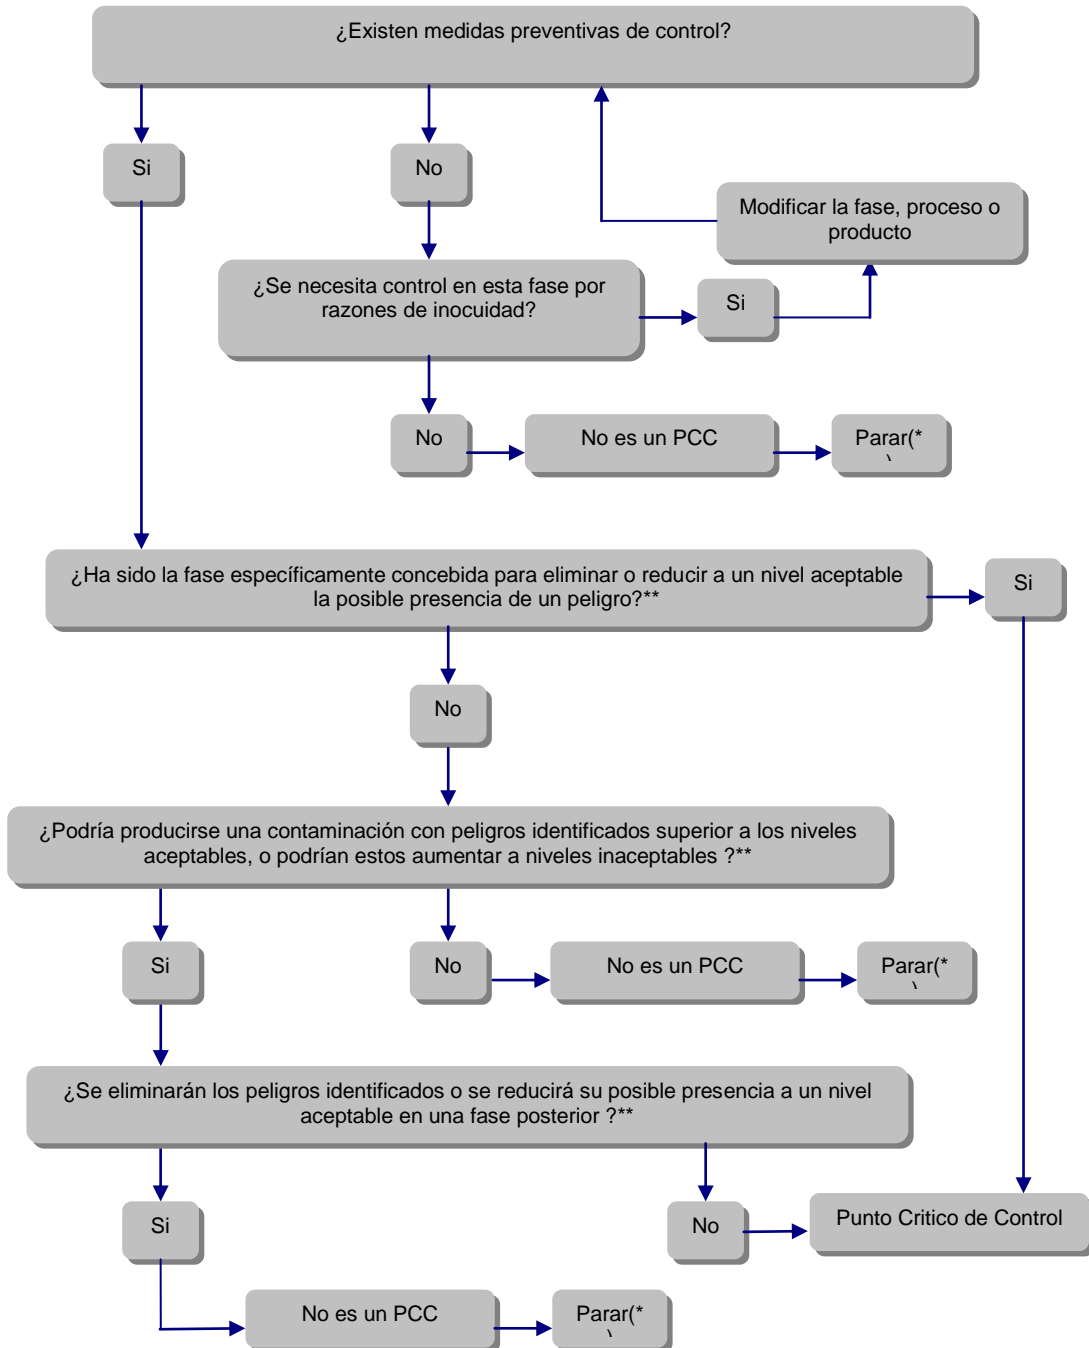 ¿Existen medidas preventivas de control?
Si
No
Modificar la fase, proceso o
producto
¿Se necesita control en esta fase por
razones de inocuidad?
Si
No
No es un PCC
Parar(*
)
¿Ha sido la fase específicamente concebida para eliminar o reducir a un nivel aceptable
la posible presencia de un peligro?**
Si
No
¿Podría producirse una contaminación con peligros identificados superior a los niveles
aceptables, o podrían estos aumentar a niveles inaceptables ?**
Si
No
No es un PCC
Parar(*
)
¿Se eliminarán los peligros identificados o se reducirá su posible presencia a un nivel
aceptable en una fase posterior ?**
Si
No
Punto Critico de Control
No es un PCC
Parar(*
)